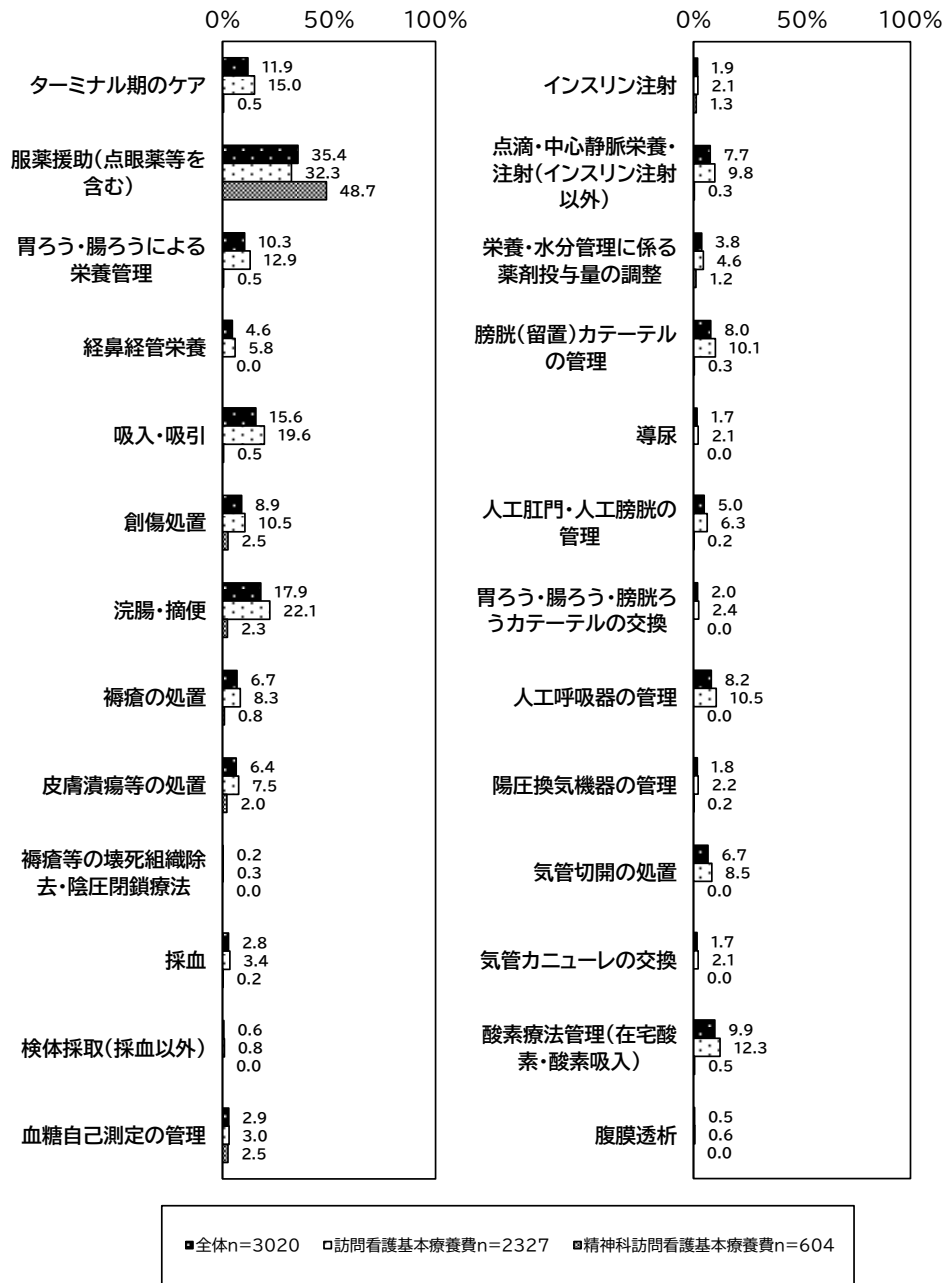 0% 50% 100%
ターミナル期のケア
11.9
15.0
0.5
服薬援助(点眼薬等を
含む)
35.4
32.3
48.7
胃ろう・腸ろうによる
栄養管理
10.3
12.9
0.5
経鼻経管栄養
4.6
5.8
0.0
吸入・吸引
15.6
19.6
0.5
創傷処置
8.9
10.5
2.5
浣腸・摘便
17.9
22.1
2.3
褥瘡の処置
6.7
8.3
0.8
皮膚潰瘍等の処置
6.4
7.5
2.0
褥瘡等の壊死組織除
去・陰圧閉鎖療法
0.2
0.3
0.0
採血
2.8
3.4
0.2
検体採取(採血以外)
0.6
0.8
0.0
血糖自己測定の管理
2.9
3.0
2.5
0% 50% 100%
インスリン注射
1.9
2.1
1.3
点滴・中心静脈栄養・
注射(インスリン注射
以外)
7.7
9.8
0.3
栄養・水分管理に係る
薬剤投与量の調整
3.8
4.6
1.2
膀胱(留置)カテーテル
の管理
8.0
10.1
0.3
導尿
1.7
2.1
0.0
人工肛門・人工膀胱の
管理
5.0
6.3
0.2
胃ろう・腸ろう・膀胱ろ
うカテーテルの交換
2.0
2.4
0.0
人工呼吸器の管理
8.2
10.5
0.0
陽圧換気機器の管理
1.8
2.2
0.2
気管切開の処置
6.7
8.5
0.0
気管カニューレの交換
1.7
2.1
0.0
酸素療法管理(在宅酸
素・酸素吸入)
9.9
12.3
0.5
腹膜透析
0.5
0.6
0.0
全体n=3020 訪問看護基本療養費n=2327 精神科訪問看護基本療養費n=604